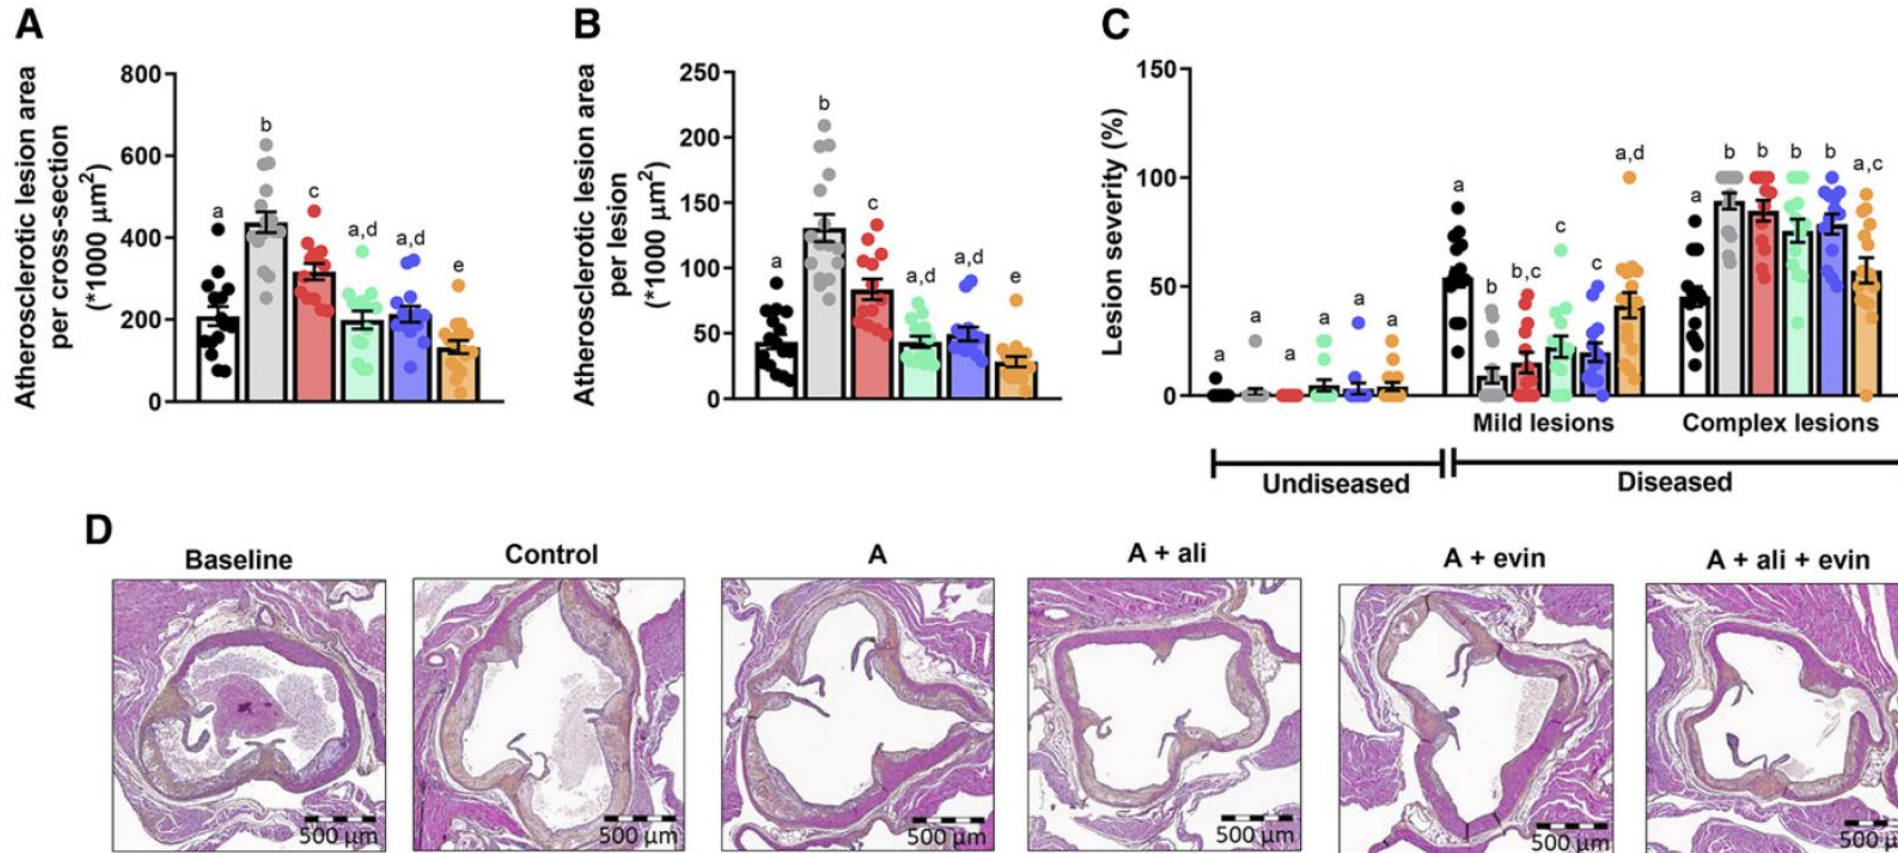 A
Atherosclerotic lesion area
per crosss-section
(*1000 µm²)
800
600
400
200
0
a
b
c
a,d
a,d
e
B
Atherosclerotic lesion area
per lesion
(*1000 µm²)
250
200
150
100
50
0
a
b
c
a,d
a,d
e
C
Lesion severity (%)
150
100
50
0
a
a
a
a
a
a
a
b
b,c
c
c
a,d
a
b
b
b
b
a,c
Mild lesions
Complex lesions
Undiseased
Diseased
D
Baseline
Control
A
A + ali
A + evin
A + ali + evin
500 µm
500 µm
500 µm
500 µm
500 µm
500 µ